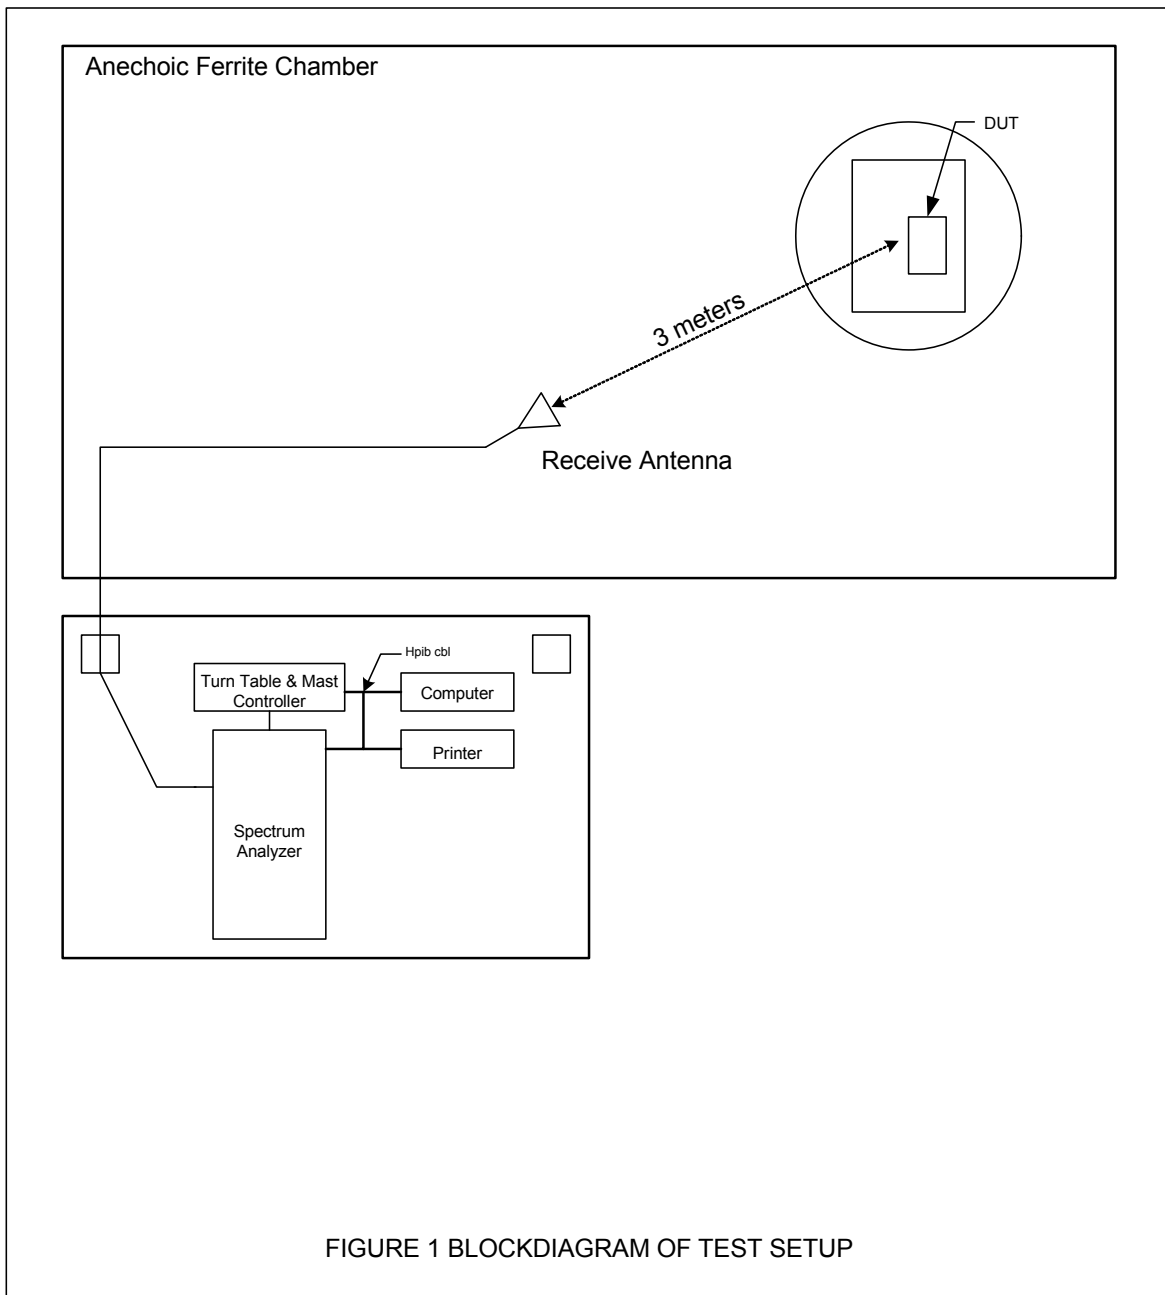 Anechoic Ferrite Chamber
DUT
3 meters
Receive Antenna
Hpib cbl
Turn Table & Mast
Controller
Computer
Printer
Spectrum
Analyzer
FIGURE 1 BLOCKDIAGRAM OF TEST SETUP